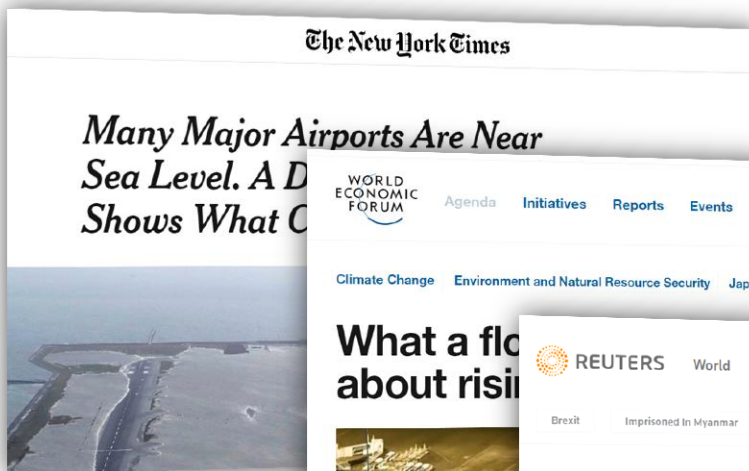 The New York Times
Many Major Airports Are Near
Sea Level. A D
Shows What C
WORLD
ECONOMIC
FORUM
Agenda Initiatives Reports Events
Climate Change Environment and Natural Resource Security Jap
What a flo
about risi
REUTERS World
Brexit Imprisoned In Myanmar